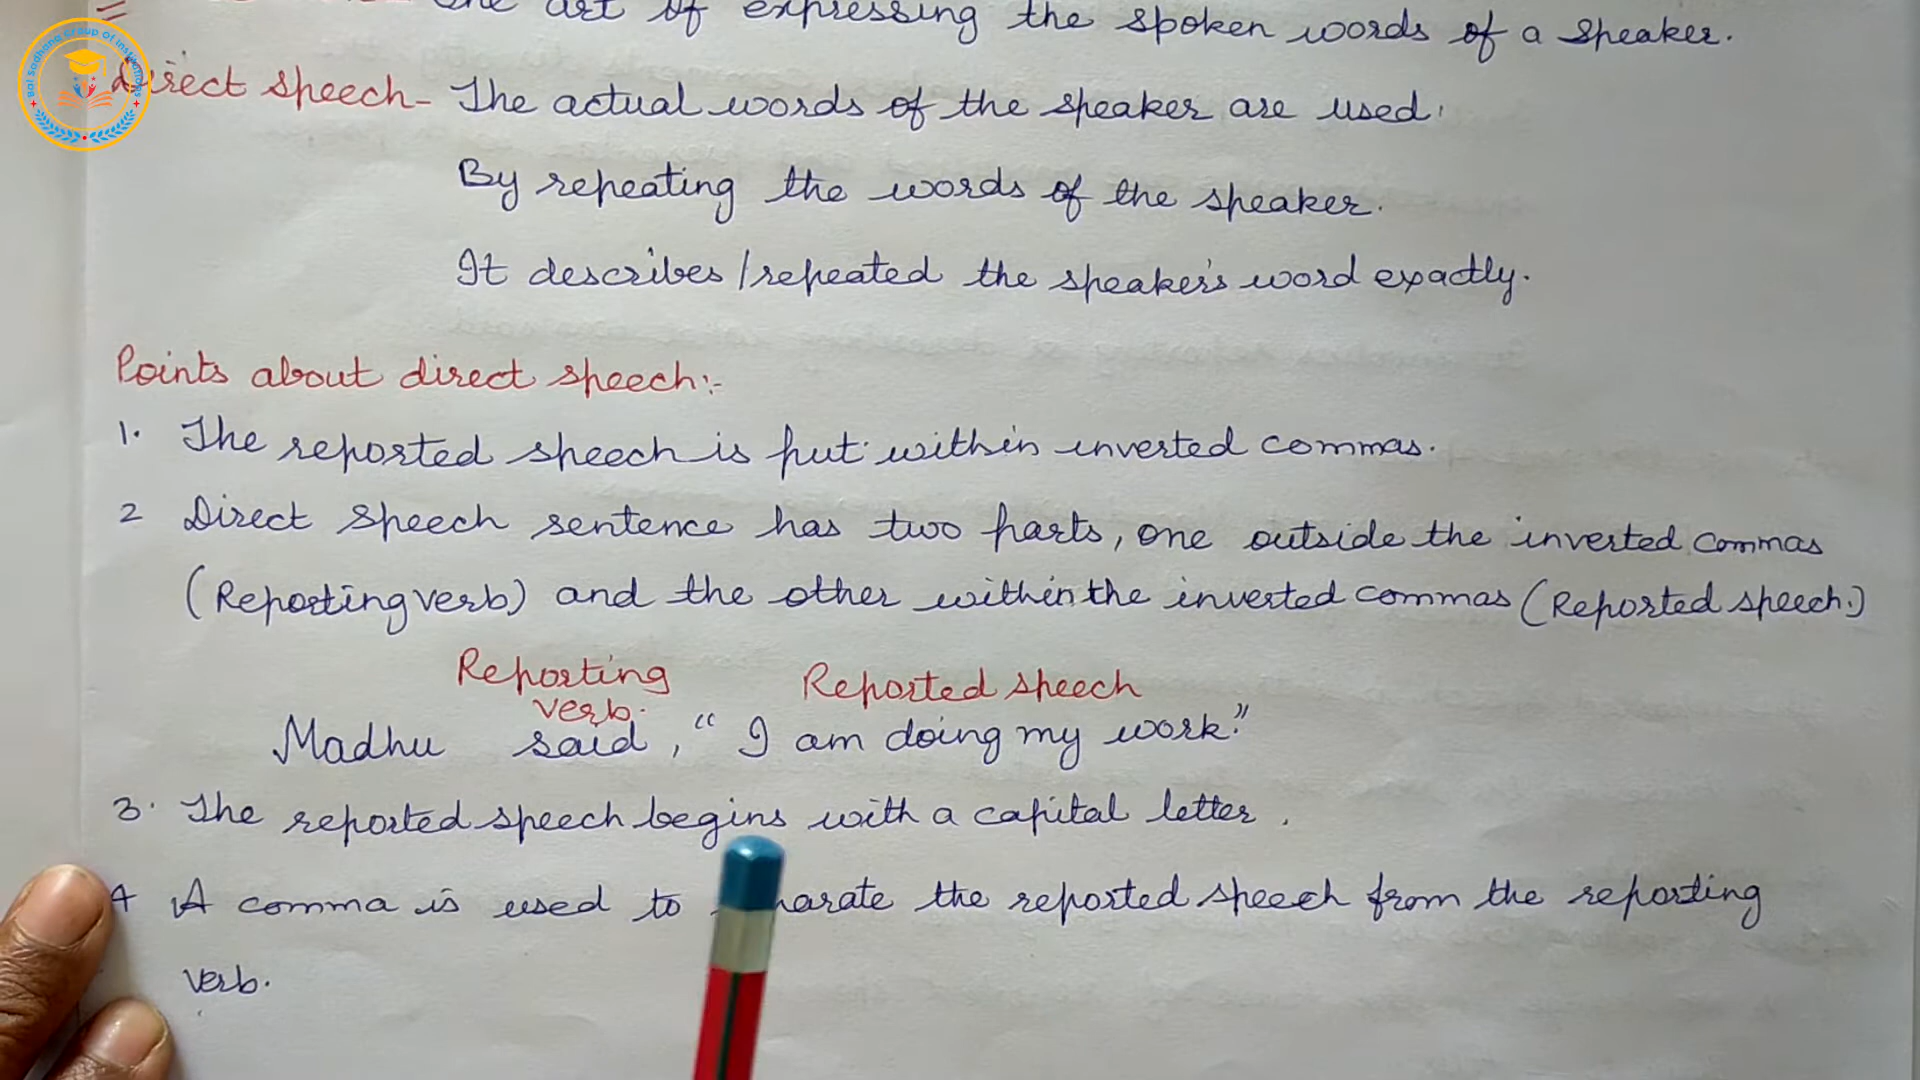 art of expressing the spoken words of a speaker.
Direct speech- The actual words of the speaker are used.
By repeating the words of the speaker.
It describes/repeated the speaker's word exactly.
Points about direct speech:-
1. The reported speech is put within inverted commas.
2 Direct speech sentence has two parts, one outside the inverted commas
(Reporting verb) and the other within the inverted commas (Reported speech.)
Reporting verb. Reported speech
Madhu said, "I am doing my work."
3. The reported speech begins with a capital letter.
4 A comma is used to the reported speech from the reporting
verb.
Bal Sadhana Group of Institutions